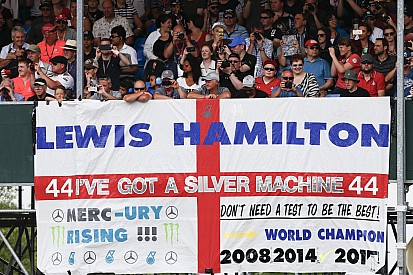 LEWIS HAMILTON
44 I'VE GOT A SILVER MACHINE 44
MERC-URY
RISING !!!
DON'T NEED A TEST TO BE THE BEST!
WORLD CHAMPION
2008 2014 201